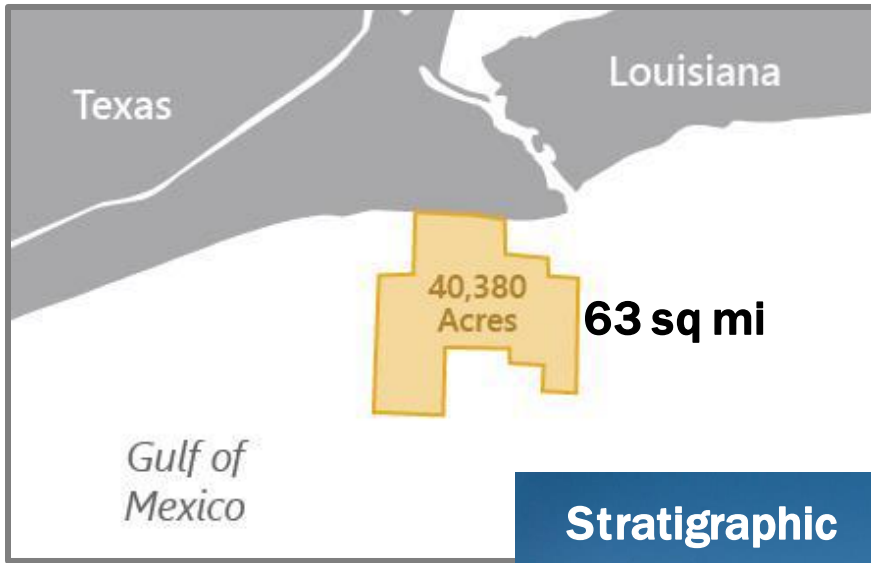 Texas
Louisiana
40,380
Acres
63 sq mi
Gulf of
Mexico
Stratigraphic